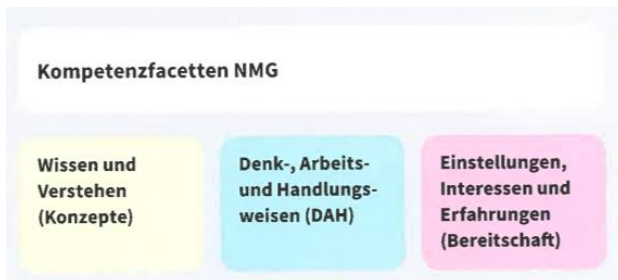 Kompetenzfacetten NMG
Wissen und
Verstehen
(Konzepte)
Denk-, Arbeits-
und Handlungs-
weisen (DAH)
Einstellungen,
Interessen und
Erfahrungen
(Bereitschaft)